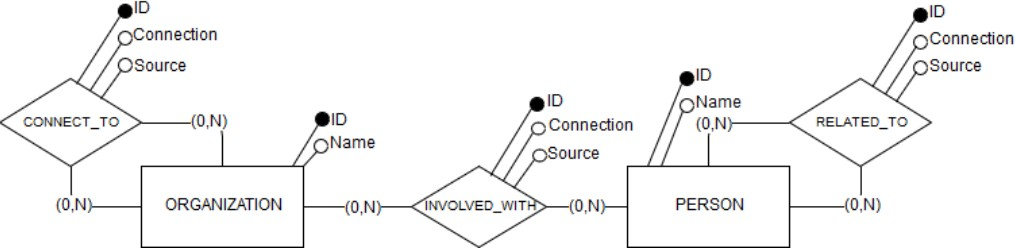 ID
Connection
Source
CONNECT_TO
(0,N)
(0,N)
ID
Name
ORGANIZATION
(0,N)
ID
Connection
Source
INVOLVED_WITH
(0,N)
ID
Name
(0,N)
PERSON
ID
Connection
Source
RELATED_TO
(0,N)